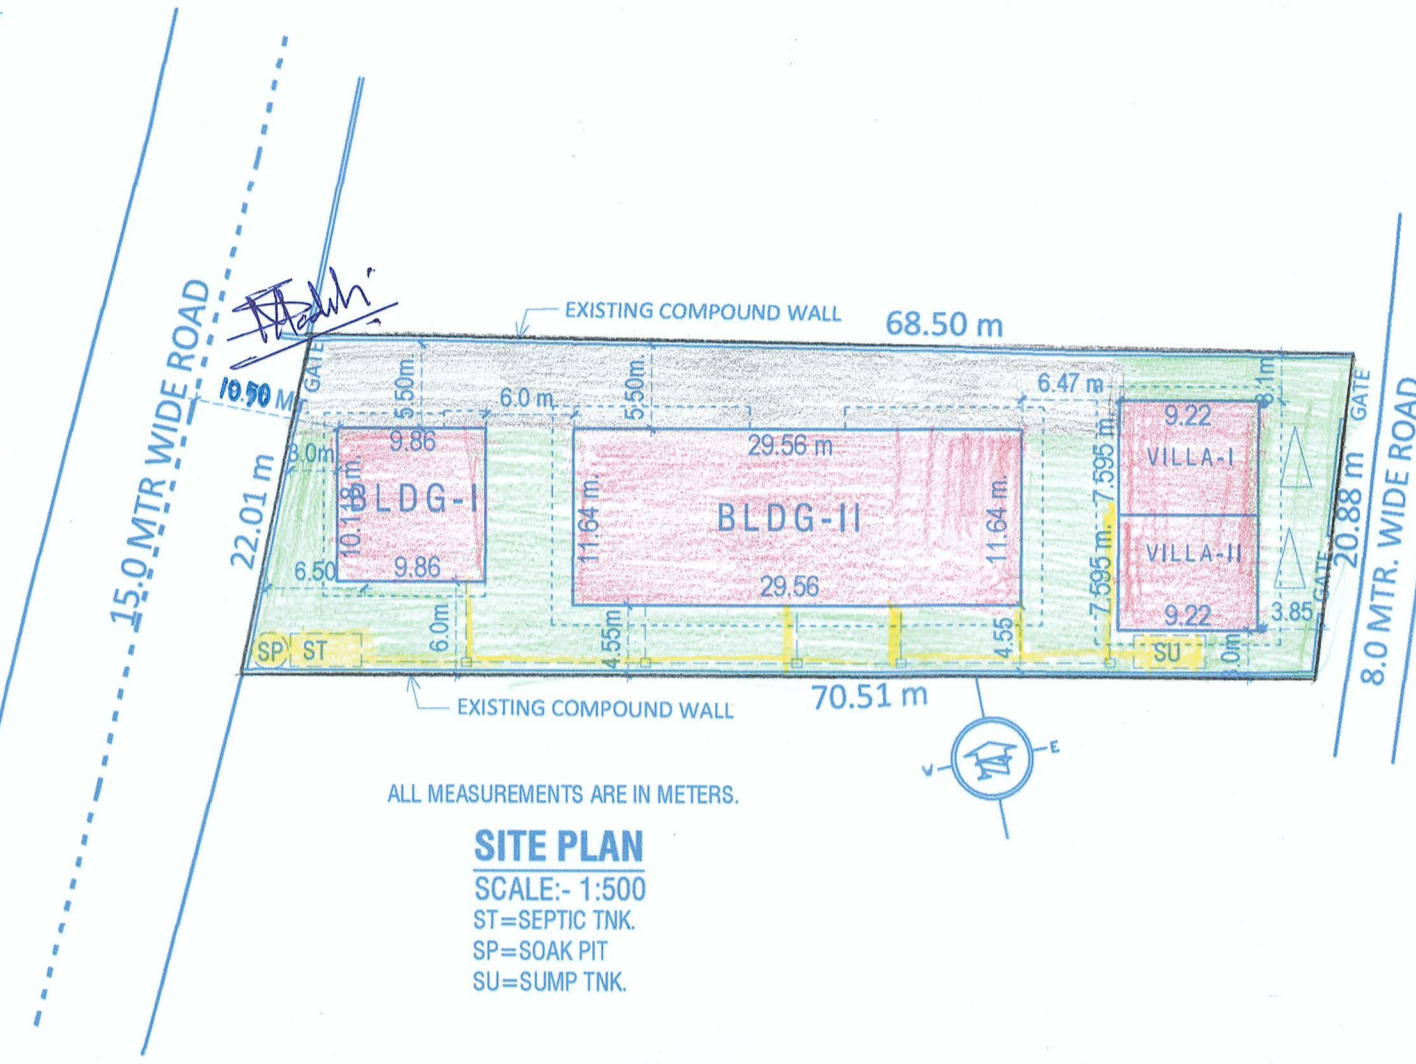 EXISTING COMPOUND WALL
68.50 m
15.0 MTR WIDE ROAD
10.50 M
GATE
22.01 m
5.50m.
6.0 m
5.50m.
6.47 m
3.1m
GATE
3.0m
9.86
BLDG-I
10.118 m.
9.86
6.50
6.0m
29.56 m
11.64 m.
BLDG-II
11.64 m.
29.56
4.55m
4.55
9.22
VILLA-I
7.595 m
7.595 m.
VILLA-II
9.22
3.85
GATE
20.88 m
8.0 MTR. WIDE ROAD
SP
ST
SU
.0m
EXISTING COMPOUND WALL
70.51 m
E
V
ALL MEASUREMENTS ARE IN METERS.
SITE PLAN
SCALE:- 1:500
ST=SEPTIC TNK.
SP=SOAK PIT
SU=SUMP TNK.